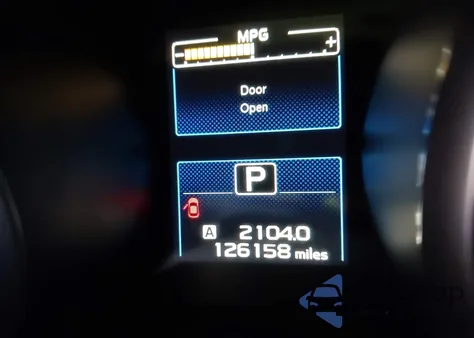 MPG
- +
Door
Open
P
A 2104.0
126158 miles